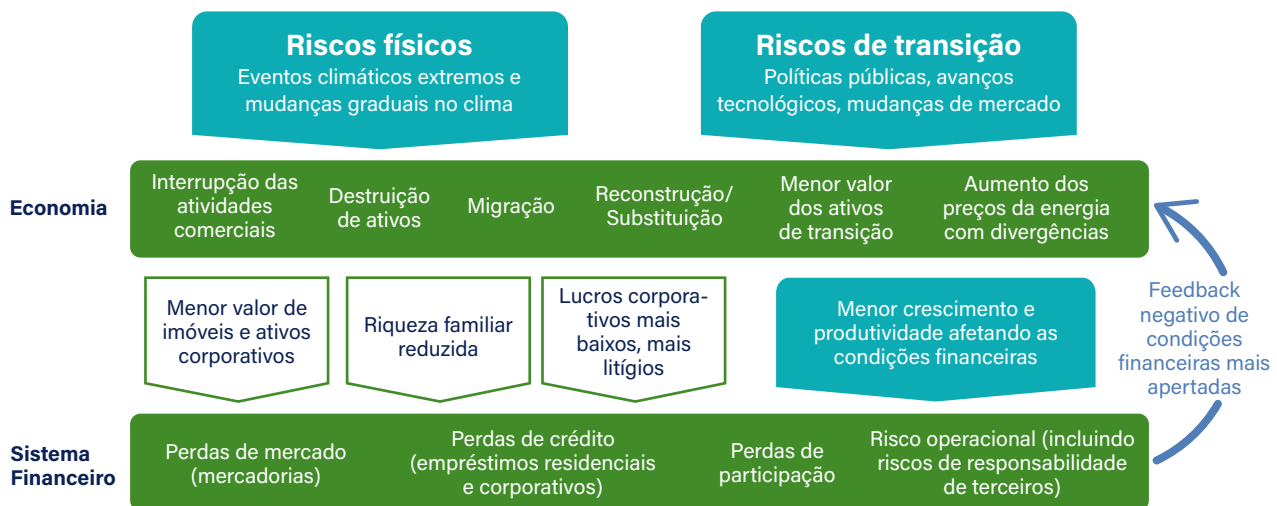 Riscos físicos
Eventos climáticos extremos e
mudanças graduais no clima
Riscos de transição
Políticas públicas, avanços
tecnológicos, mudanças de mercado
Economia
Interrupção das
atividades
comerciais
Destruição
de ativos
Migração
Reconstrução/
Substituição
Menor valor
dos ativos
de transição
Aumento dos
preços da energia
com divergências
Menor valor de
imóveis e ativos
corporativos
Riqueza familiar
reduzida
Lucros corpora-
tivos mais
baixos, mais
litígios
Menor crescimento e
produtividade afetando as
condições financeiras
Feedback
negativo de
condições
financeiras mais
apertadas
Sistema
Financeiro
Perdas de mercado
(mercadorias)
Perdas de crédito
(empréstimos residenciais
e corporativos)
Perdas de
participação
Risco operacional (incluindo
riscos de responsabilidade
de terceiros)